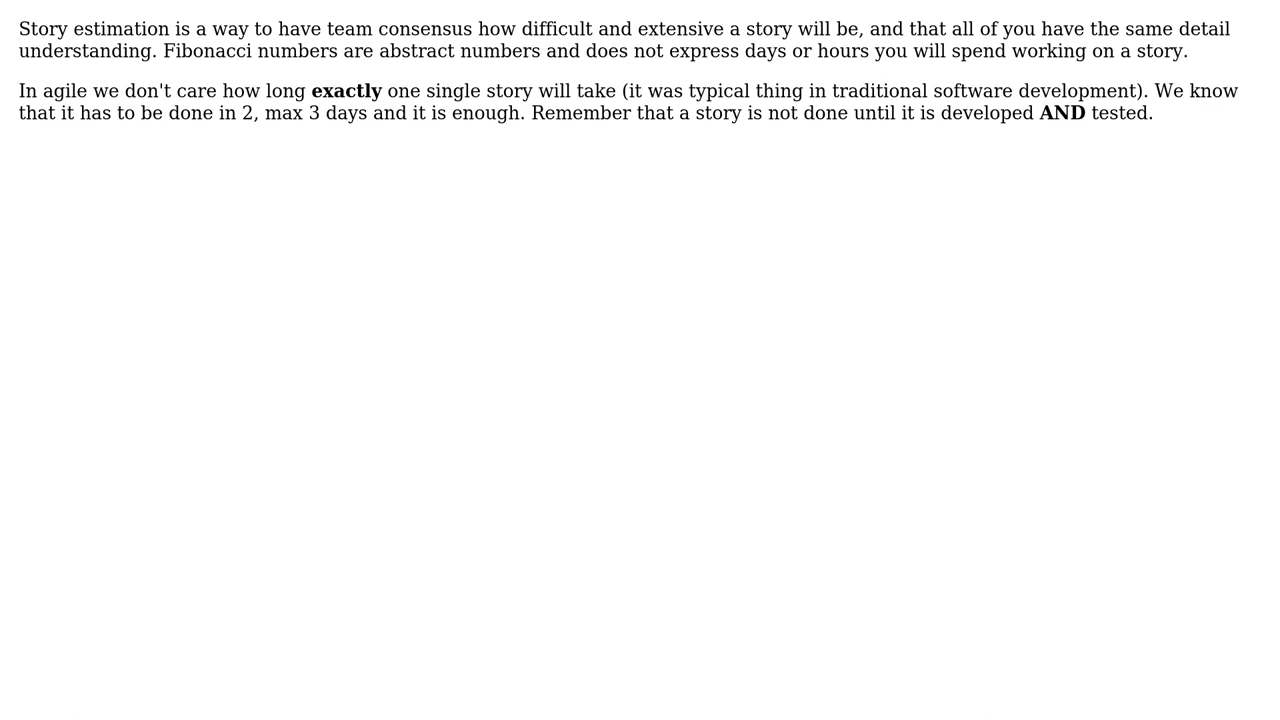 Story estimation is a way to have team consensus how difficult and extensive a story will be, and that all of you have the same detail
understanding. Fibonacci numbers are abstract numbers and does not express days or hours you will spend working on a story.
In agile we don't care how long exactly one single story will take (it was typical thing in traditional software development). We know
that it has to be done in 2, max 3 days and it is enough. Remember that a story is not done until it is developed AND tested.